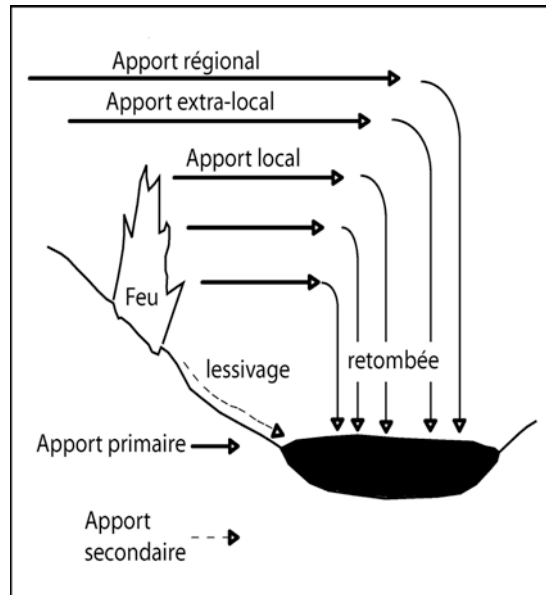 Apport régional
Apport extra-local
Apport local
Feu
retombée
lessivage
Apport primaire
Apport
secondaire